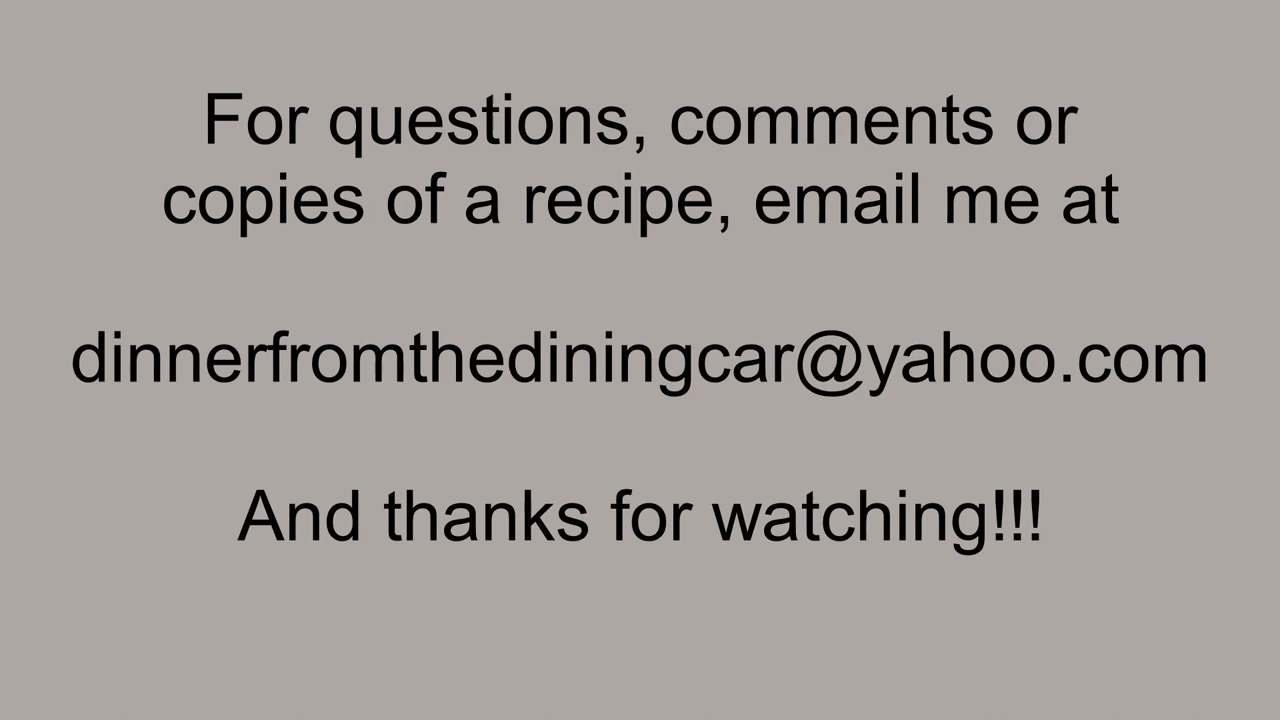 For questions, comments or
copies of a recipe, email me at
dinnerfromthediningcar@yahoo.com
And thanks for watching!!!